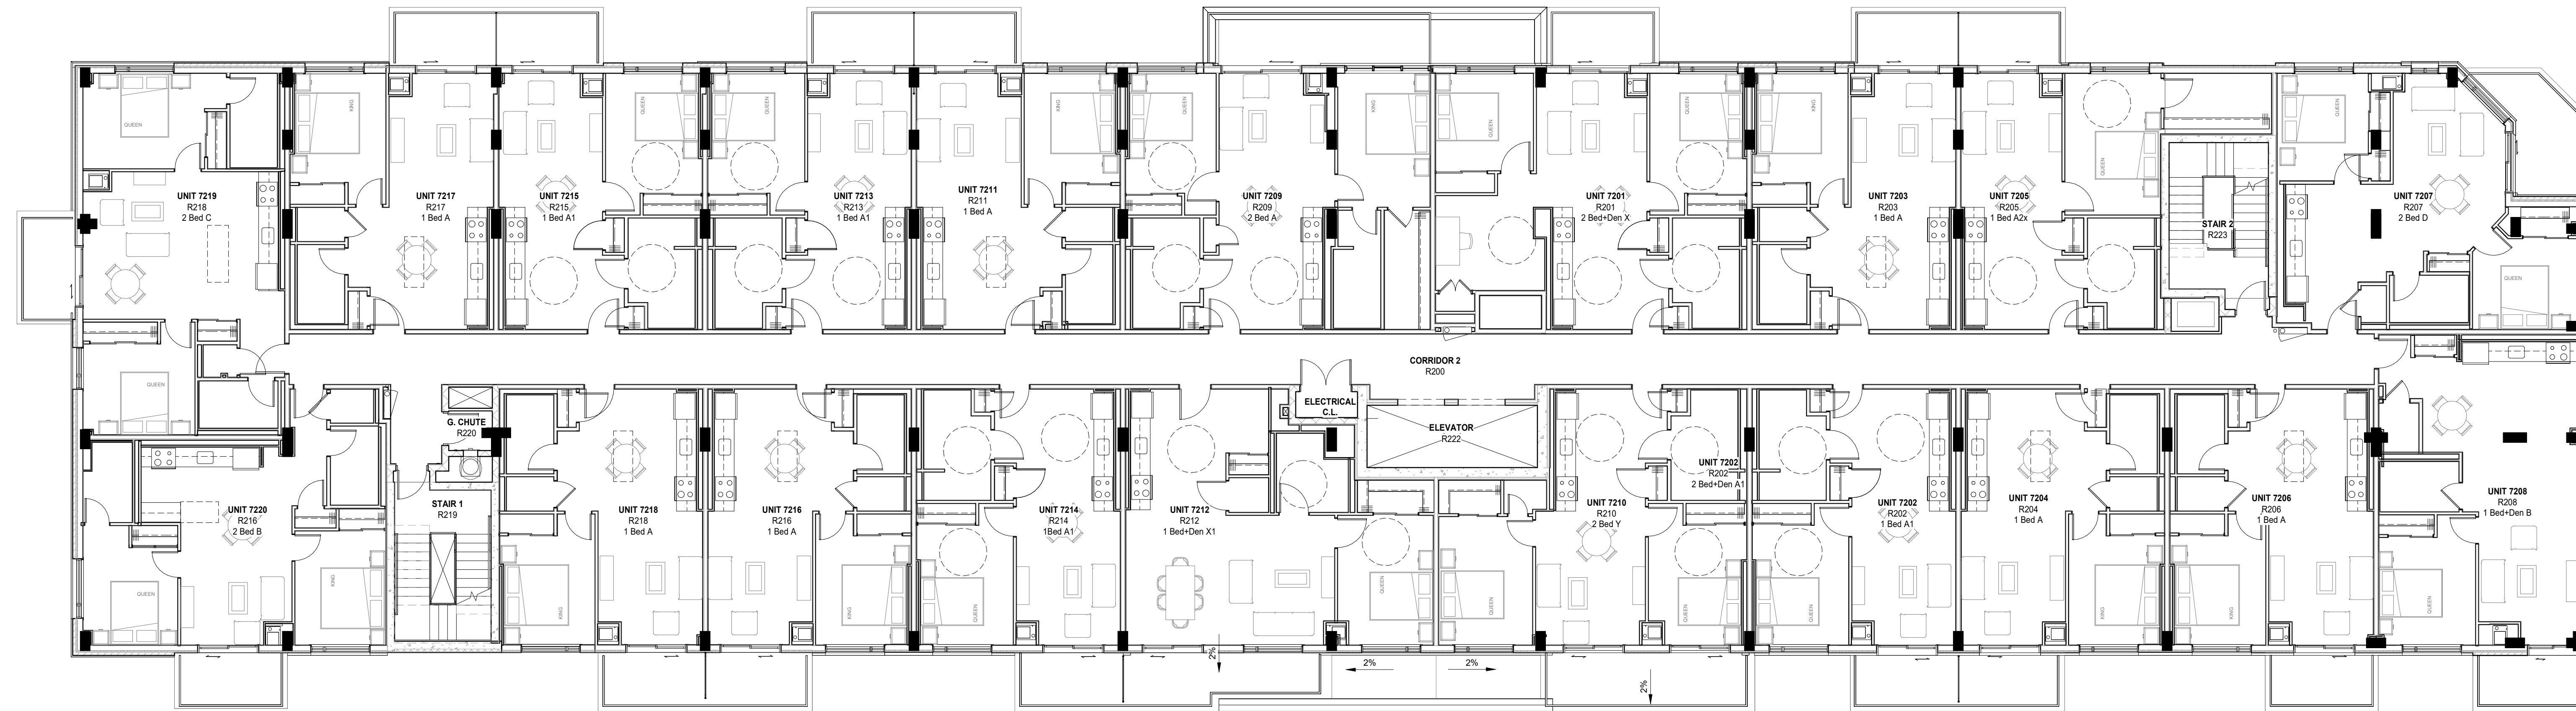 QUEEN
KING
QUEEN
QUEEN
KING
QUEEN
KING
QUEEN
QUEEN
KING
QUEEN
QUEEN
UNIT 7219
R218
2 Bed C
UNIT 7217
R217
1 Bed A
UNIT 7215
R215
1 Bed A1
UNIT 7213
R213
1 Bed A1
UNIT 7211
R211
1 Bed A
UNIT 7209
R209
2 Bed A
UNIT 7201
R201
2 Bed+Den X
UNIT 7203
R203
1 Bed A
UNIT 7205
R205
1 Bed A2x
STAIR 2
R223
UNIT 7207
R207
2 Bed D
QUEEN
QUEEN
CORRIDOR 2
R200
G. CHUTE
R220
ELECTRICAL
C.L.
ELEVATOR
R222
STAIR 1
R219
UNIT 7220
R216
2 Bed B
UNIT 7218
R218
1 Bed A
UNIT 7216
R216
1 Bed A
UNIT 7214
R214
1Bed A1
UNIT 7212
R212
1 Bed+Den X1
UNIT 7210
R210
2 Bed Y
UNIT 7202
R202
2 Bed+Den A1
UNIT 7202
R202
1 Bed A1
UNIT 7204
R204
1 Bed A
UNIT 7206
R206
1 Bed A
UNIT 7208
R208
1 Bed+Den B
QUEEN
KING
KING
KING
QUEEN
QUEEN
QUEEN
QUEEN
QUEEN
KING
KING
QUEEN
2%
2%
2%
2%